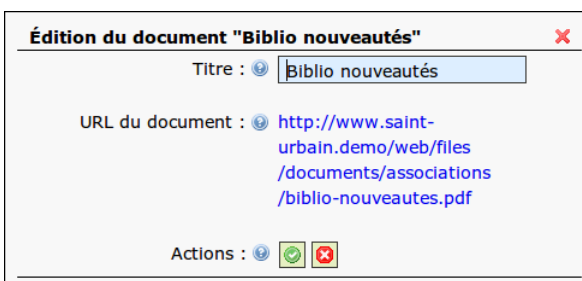 Édition du document "Biblio nouveautés"
Titre : Biblio nouveautés
URL du document : http://www.saint-
urbain.demo/web/files
/documents/associations
/biblio-nouveautes.pdf
Actions :